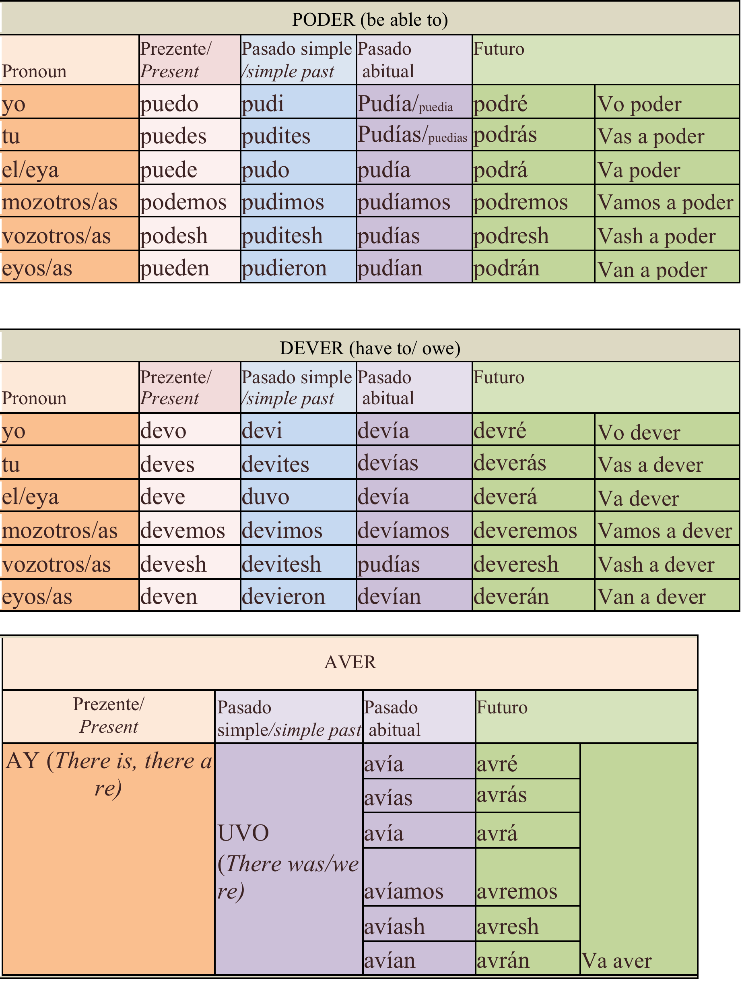 PODER (be able to)
Pronoun Prezente/ Present Pasado simple /simple past Pasado abitual Futuro
yo puedo pudi Pudía/puedia podré Vo poder
tu puedes pudites Pudías/puedias podrás Vas a poder
el/eya puede pudo pudía podrá Va poder
mozotros/as podemos pudimos pudíamos podremos Vamos a poder
vozotros/as podesh puditesh pudías podresh Vash a poder
eyos/as pueden pudieron pudían podrán Van a poder
DEVER (have to/ owe)
Pronoun Prezente/ Present Pasado simple /simple past Pasado abitual Futuro
yo devo devi devía devré Vo dever
tu deves devites devías deverás Vas a dever
el/eya deve duvo devía deverá Va dever
mozotros/as devemos devimos devíamos deveremos Vamos a dever
vozotros/as devesh devitesh pudías deveresh Vash a dever
eyos/as deven devieron devían deverán Van a dever
AVER
Prezente/ Present Pasado simple/simple past Pasado abitual Futuro
AY (There is, there a
re)
UVO
(There was/we
re)
avía avré
avías avrás
avía avrá
avíamos avremos
avíash avresh
avían avrán Va aver